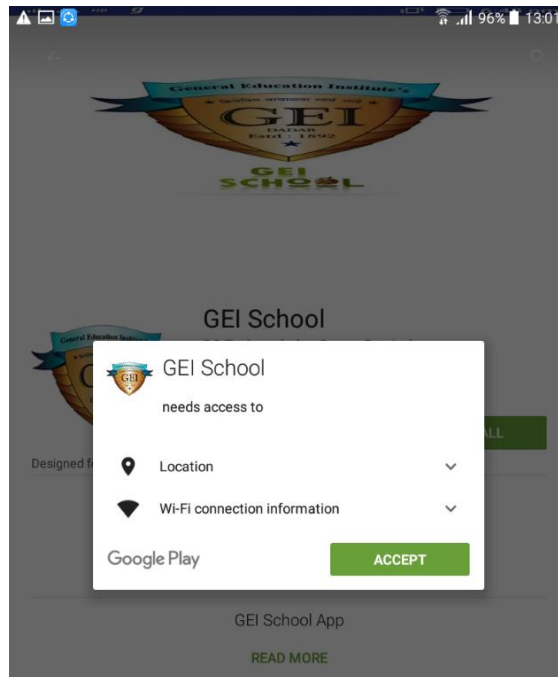 96% 13:01
General Education Institute's
GEI
DADAR
Estd : 1892
GEI
SCHOOL
GEI School
GEI
GEI School
needs access to
Designed f
Location
Wi-Fi connection information
Google Play
ACCEPT
GEI School App
READ MORE